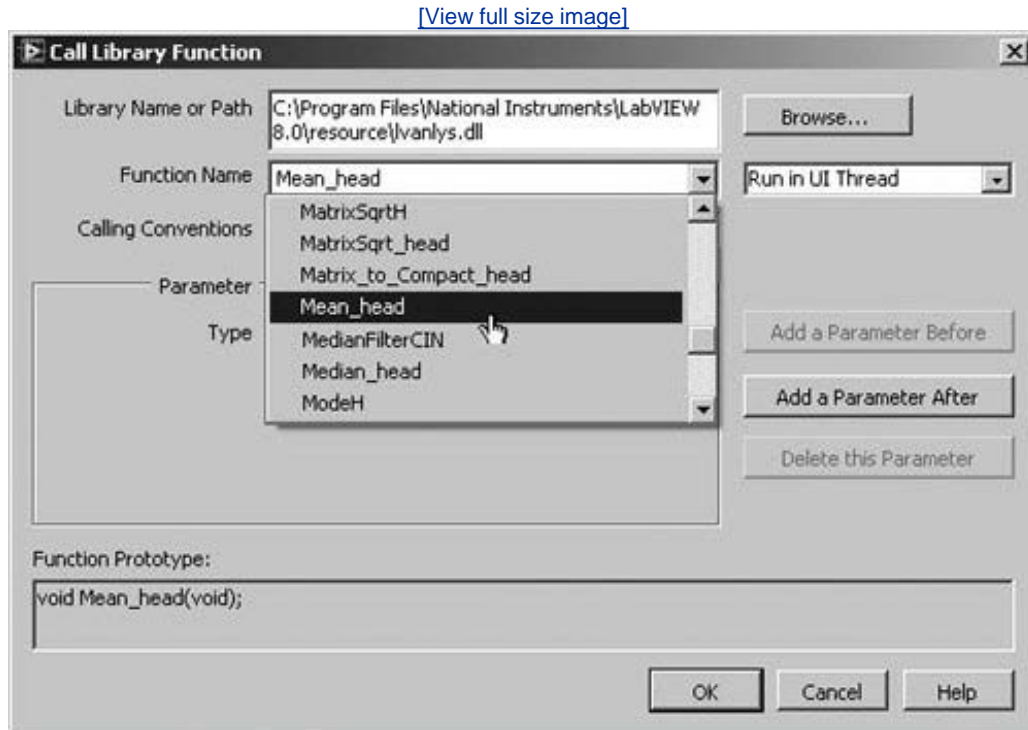 [View full size image]
Call Library Function
Library Name or Path
C:\Program Files\National Instruments\LabVIEW
8.0\resource\lvanlys.dll
Browse...
Function Name
Mean_head
Run in UI Thread
Calling Conventions
MatrixSqrtH
MatrixSqrt_head
Matrix_to_Compact_head
Mean_head
MedianFilterCIN
Median_head
ModeH
Parameter
Type
Add a Parameter Before
Add a Parameter After
Delete this Parameter
Function Prototype:
void Mean_head(void);
OK
Cancel
Help